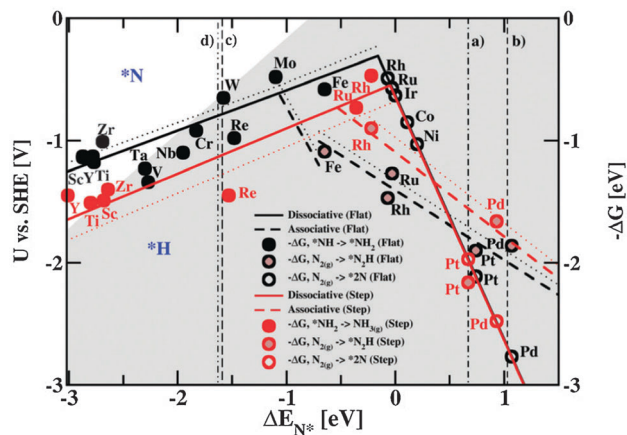 d)
c)
a)
b)
0
-1
-2
-3
U vs. SHE [V]
0
-1
-2
-3
-ΔG [eV]
*N
*H
Mo
W
Fe
Rh
Rh
Ru
Ru
Ir
Zr
Cr
Re
Co
Ni
Ta
Nb
V
Sc
Y
Ti
Zr
Y
Ti
Sc
Re
Rh
Fe
Ru
Rh
Pd
Pd
Pt
Pt
Pt
Pt
Pd
Pd
Dissociative (Flat)
Associative (Flat)
-ΔG, *NH -> *NH₂ (Flat)
-ΔG, N₂(g) -> *N₂H (Flat)
-ΔG, N₂(g) -> *2N (Flat)
Dissociative (Step)
Associative (Step)
-ΔG, *NH₂ -> NH₃(g) (Step)
-ΔG, N₂(g) -> *N₂H (Step)
-ΔG, N₂(g) -> *2N (Step)
-3
-2
-1
0
1
ΔE_N* [eV]